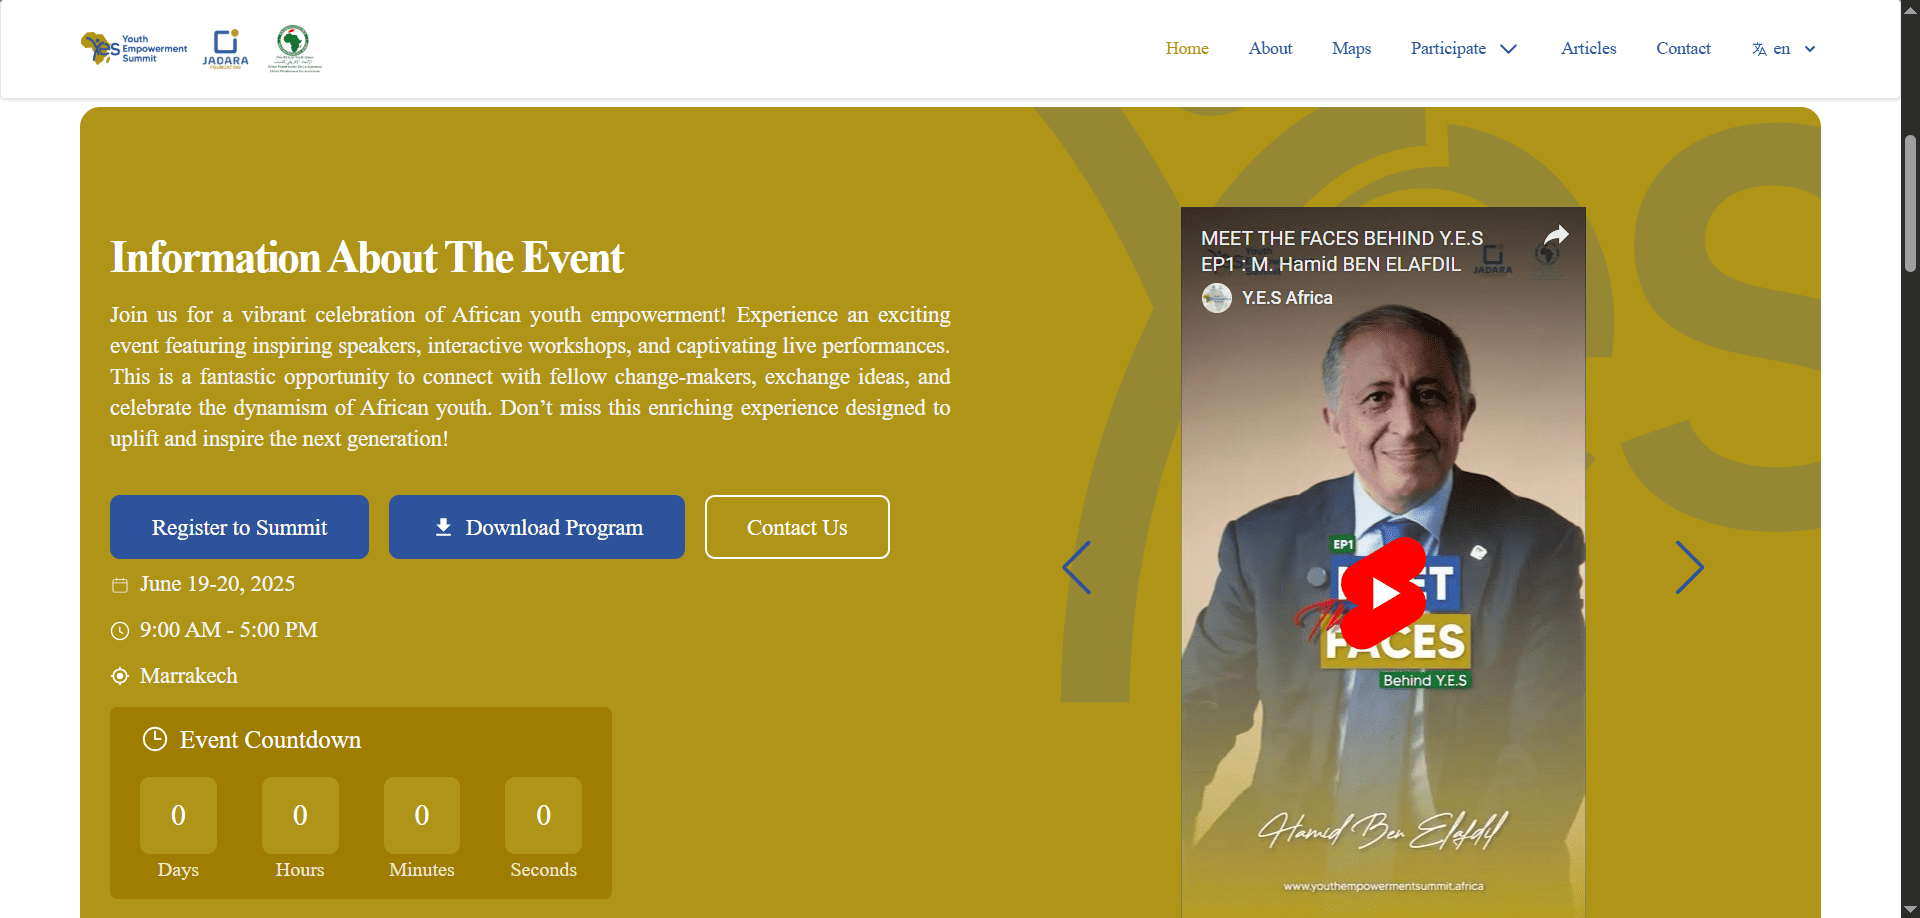 YES Youth
Empowerment
Summit
JADARA
FOUNDATION
Home
About
Maps
Participate
Articles
Contact
en
Information About The Event
Join us for a vibrant celebration of African youth empowerment! Experience an exciting
event featuring inspiring speakers, interactive workshops, and captivating live performances.
This is a fantastic opportunity to connect with fellow change-makers, exchange ideas, and
celebrate the dynamism of African youth. Don’t miss this enriching experience designed to
uplift and inspire the next generation!
Register to Summit
Download Program
Contact Us
June 19-20, 2025
9:00 AM - 5:00 PM
Marrakech
Event Countdown
0 0 0 0
Days Hours Minutes Seconds
MEET THE FACES BEHIND Y.E.S
EP1 : M. Hamid BEN ELAFDIL
JADARA
Y.E.S Africa
EP1
FACES
Behind Y.E.S
Hamid Ben Elafdil
www.youthempowermentsummit.africa